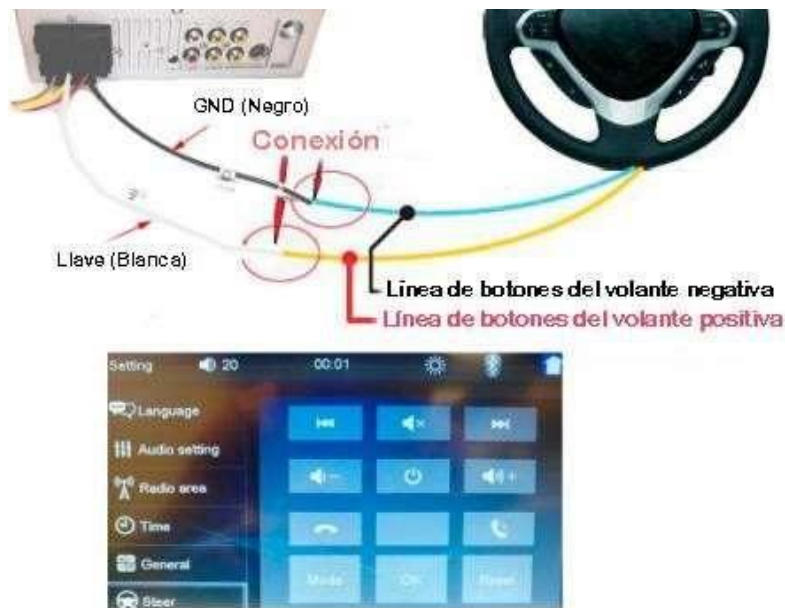 GND (Negro)
Conexión
Llave (Blanca)
Línea de botones del volante negativa
Línea de botones del volante positiva
Setting 20 00:01
Language
Audio setting
Radio area
Time
General
Steer
Mode OK Reset